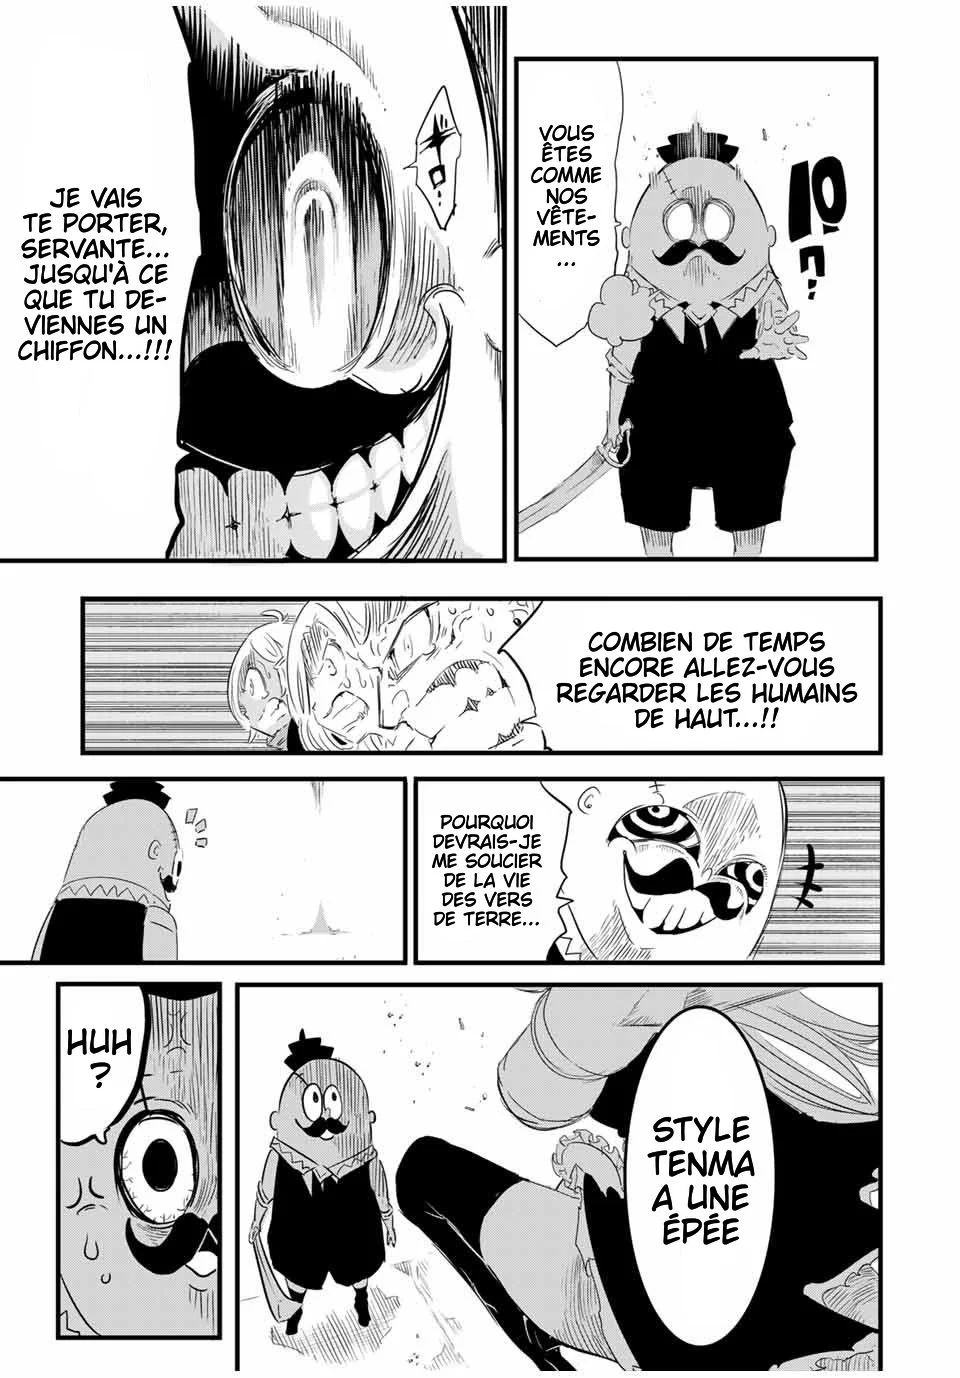 VOUS
ÊTES
COMME
NOS
VÊTE-
MENTS
...
JE VAIS
TE PORTER,
SERVANTE...
JUSQU'À CE
QUE TU DE-
VIENNES UN
CHIFFON...!!!
COMBIEN DE TEMPS
ENCORE ALLEZ-VOUS
REGARDER LES HUMAINS
DE HAUT...!!
POURQUOI
DEVRAIS-JE
ME SOUCIER
DE LA VIE
DES VERS
DE TERRE...
STYLE
TENMA
A UNE
ÉPÉE
HUH
?